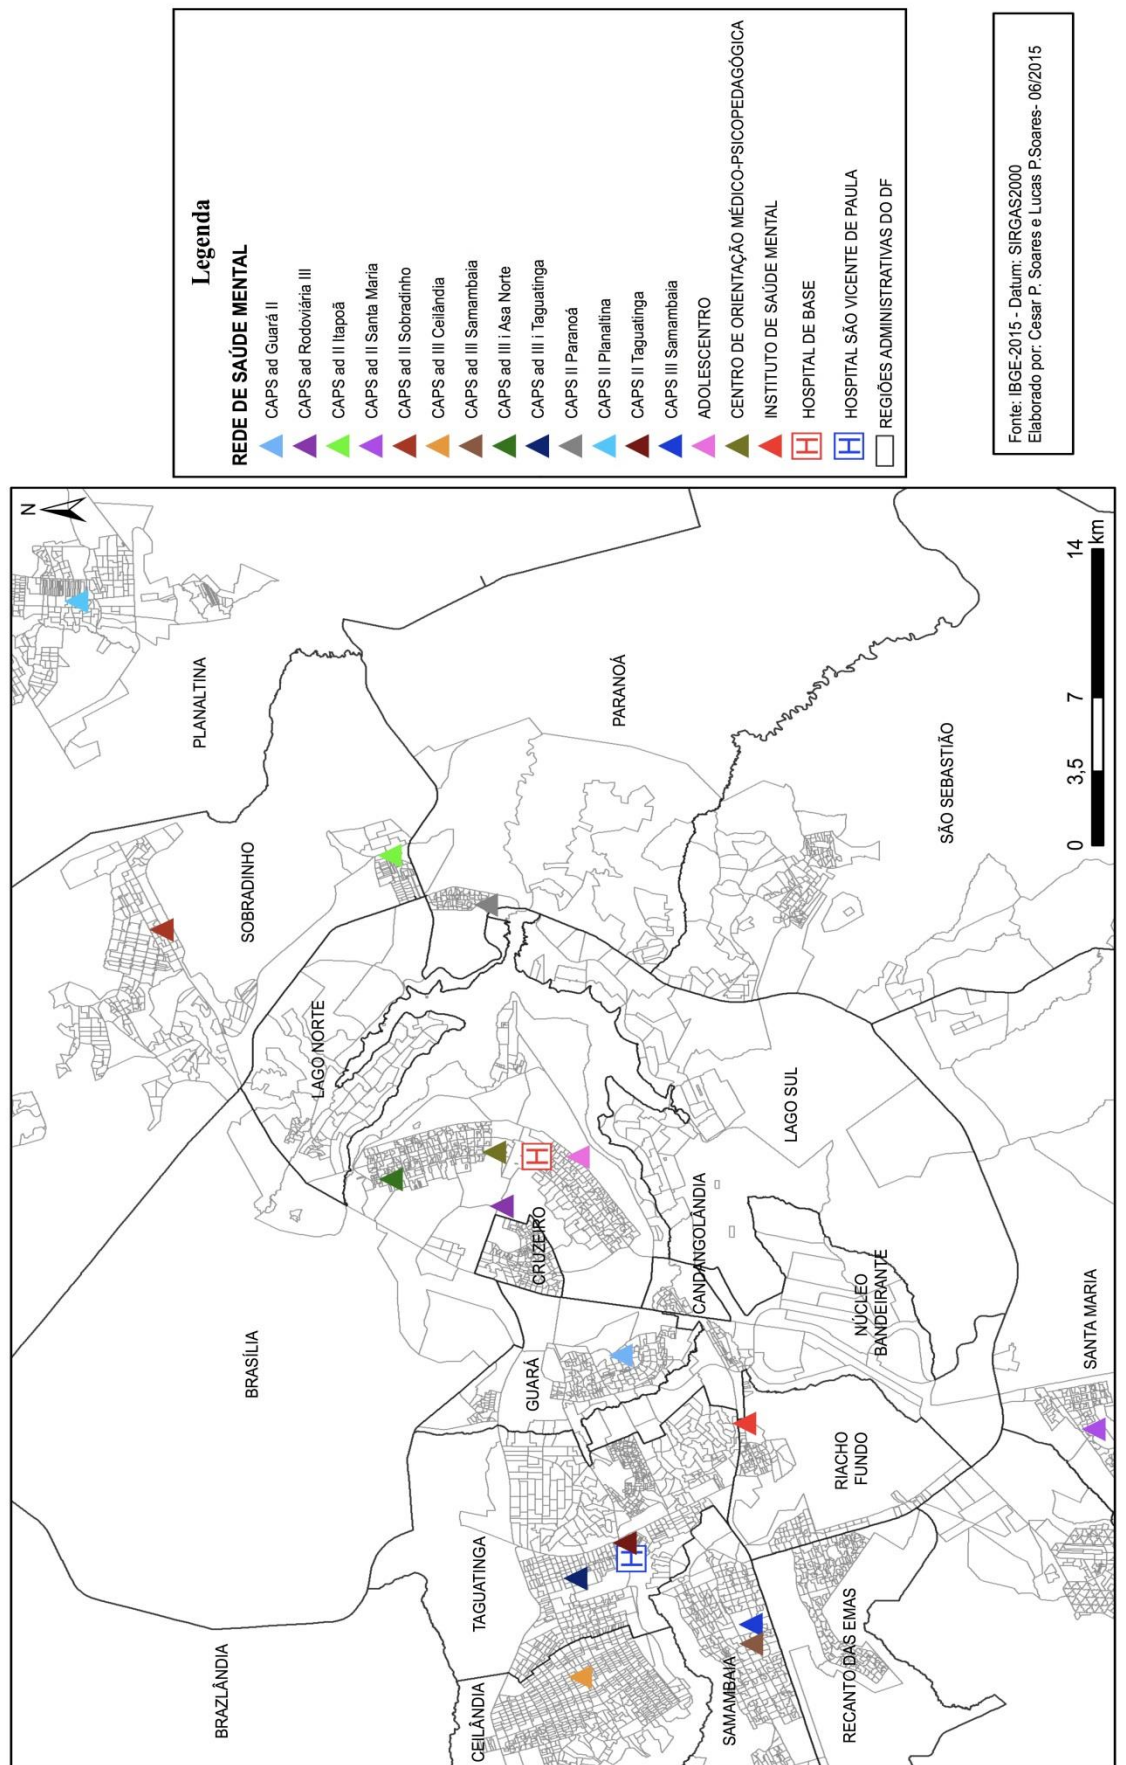 N
PLANALTINA
SOBRADINHO
LAGO NORTE
BRASÍLIA
BRAZLÂNDIA
PARANOÁ
CRUZEIRO
GUARÁ
TAGUATINGA
CEILÂNDIA
SÃO SEBASTIÃO
LAGO SUL
CANDANGOLÂNDIA
NÚCLEO
BANDEIRANTE
RIACHO
FUNDO
SAMAMBAIA
RECANTO DAS EMAS
SANTA MARIA
H
H
0 3,5 7 14
km
Legenda
REDE DE SAÚDE MENTAL
CAPS ad Guará II
CAPS ad Rodoviária III
CAPS ad II Itapoã
CAPS ad II Santa Maria
CAPS ad II Sobradinho
CAPS ad III Ceilândia
CAPS ad III Samambaia
CAPS ad III i Asa Norte
CAPS ad III i Taguatinga
CAPS II Paranoá
CAPS II Planaltina
CAPS II Taguatinga
CAPS III Samambaia
ADOLESCENTRO
CENTRO DE ORIENTAÇÃO MÉDICO-PSICOPEDAGÓGICA
INSTITUTO DE SAÚDE MENTAL
H HOSPITAL DE BASE
H HOSPITAL SÃO VICENTE DE PAULA
REGIÕES ADMINISTRATIVAS DO DF
Fonte: IBGE-2015 - Datum: SIRGAS2000
Elaborado por: Cesar P. Soares e Lucas P.Soares- 06/2015